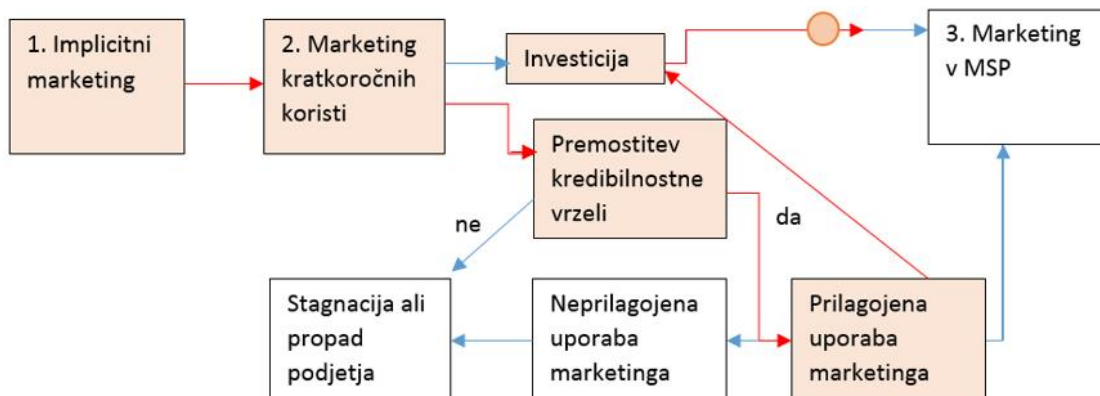 1. Implicitni
marketing
2. Marketing
kratkoročnih
koristi
Investicija
3. Marketing
v MSP
Premostitev
kredibilnostne
vrzeli
ne
da
Stagnacija ali
propad
podjetja
Neprilagojena
uporaba
marketinga
Prilagojena
uporaba
marketinga